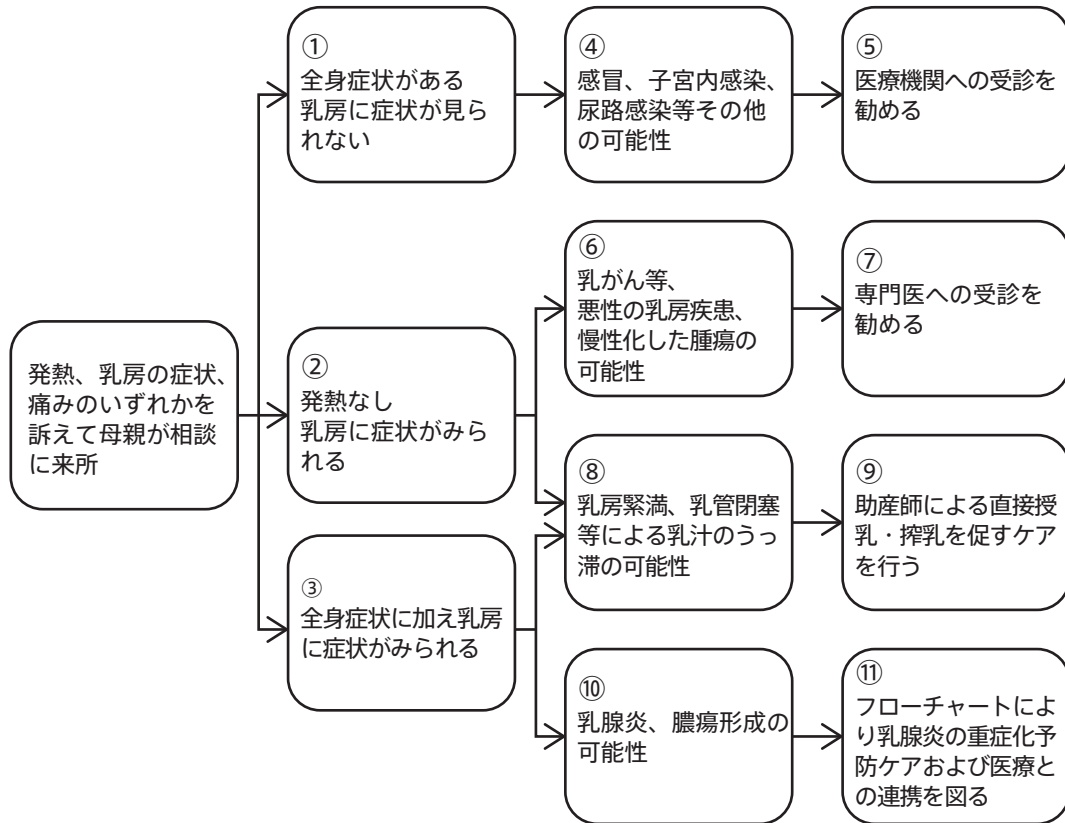 発熱、乳房の症状、
痛みのいずれかを
訴えて母親が相談
に来所
①
全身症状がある
乳房に症状が見ら
れない
④
感冒、子宮内感染、
尿路感染等その他
の可能性
⑤
医療機関への受診を
勧める
②
発熱なし
乳房に症状がみら
れる
⑥
乳がん等、
悪性の乳房疾患、
慢性化した腫瘍の
可能性
⑦
専門医への受診を
勧める
⑧
乳房緊満、乳管閉塞
等による乳汁のうっ
滞の可能性
⑨
助産師による直接授
乳・搾乳を促すケア
を行う
③
全身症状に加え乳房
に症状がみられる
⑩
乳腺炎、膿瘍形成の
可能性
⑪
フローチャートによ
り乳腺炎の重症化予
防ケアおよび医療と
の連携を図る